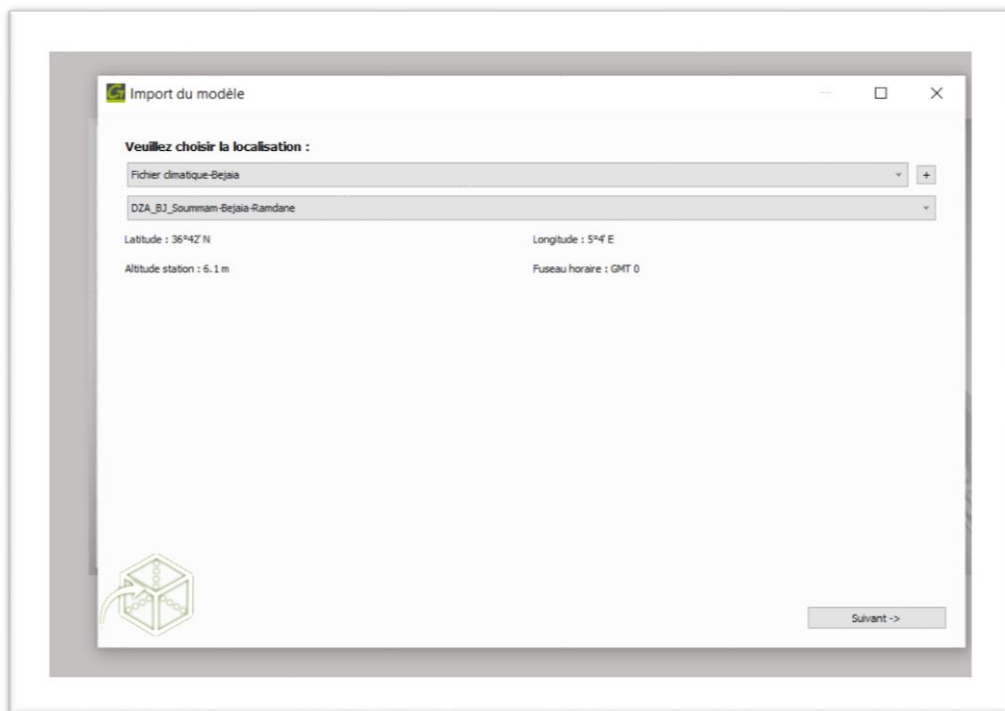 Import du modèle
Veuillez choisir la localisation :
Fichier climatique-Bejaia
+
DZA_BJ_Soummam-Bejaia-Ramdane
Latitude : 36°42' N
Longitude : 5°4' E
Altitude station : 6.1 m
Fuseau horaire : GMT 0
Suivant ->